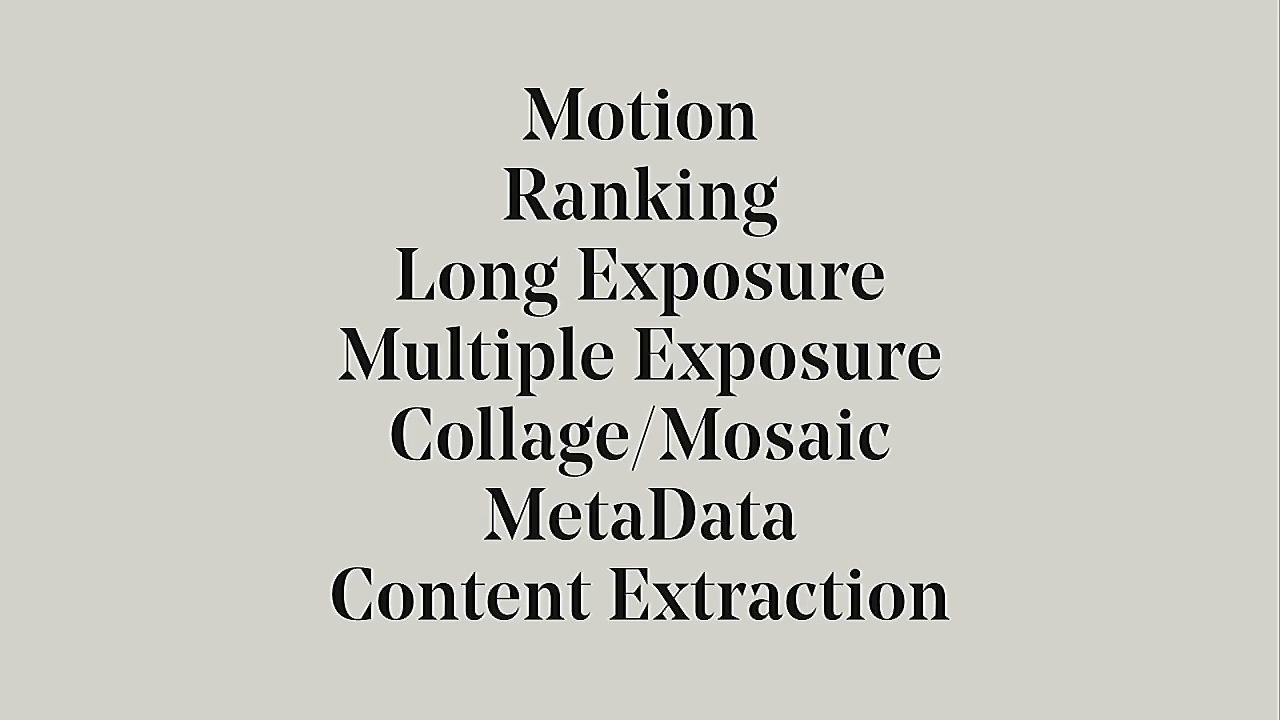 Motion
Ranking
Long Exposure
Multiple Exposure
Collage/Mosaic
MetaData
Content Extraction